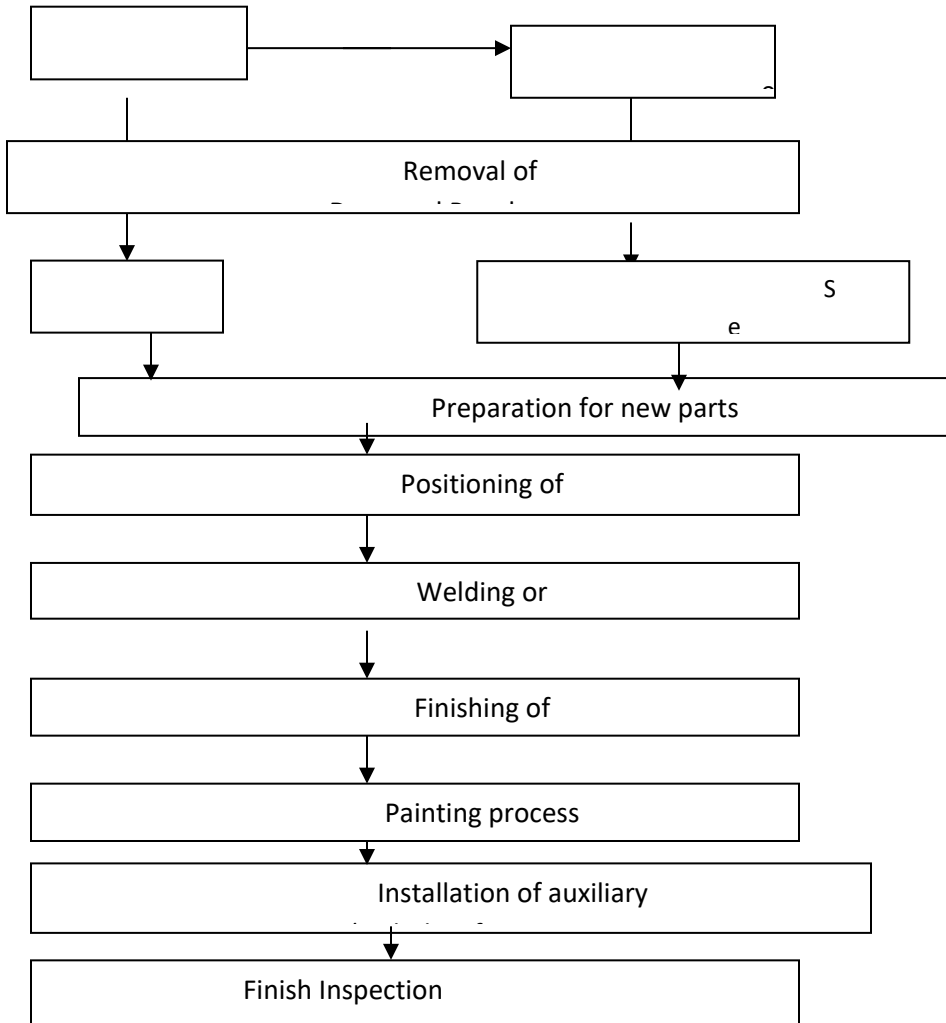 Removal of
S
e
Preparation for new parts
Positioning of
Welding or
Finishing of
Painting process
Installation of auxiliary
Finish Inspection